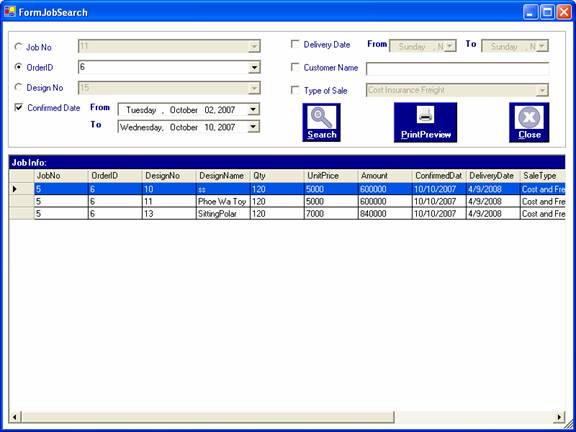 FormJobSearch
Job No 11
Delivery Date From Sunday , N To Sunday , N
OrderID 6
Customer Name
Design No 15
Type of Sale Cost Insurance Freight
Confirmed Date From Tuesday , October 02, 2007
To Wednesday, October 10, 2007
Search PrintPreview Close
Job Info:
JobNo OrderID DesignNo DesignName Qty UnitPrice Amount ConfirmedDat DeliveryDate SaleType
5 6 10 ss 120 5000 600000 10/10/2007 4/9/2008 Cost and Fre
5 6 11 Phoe Wa Toy 120 5000 600000 10/10/2007 4/9/2008 Cost and Fre
5 6 13 SittingPolar 120 7000 840000 10/10/2007 4/9/2008 Cost and Fre